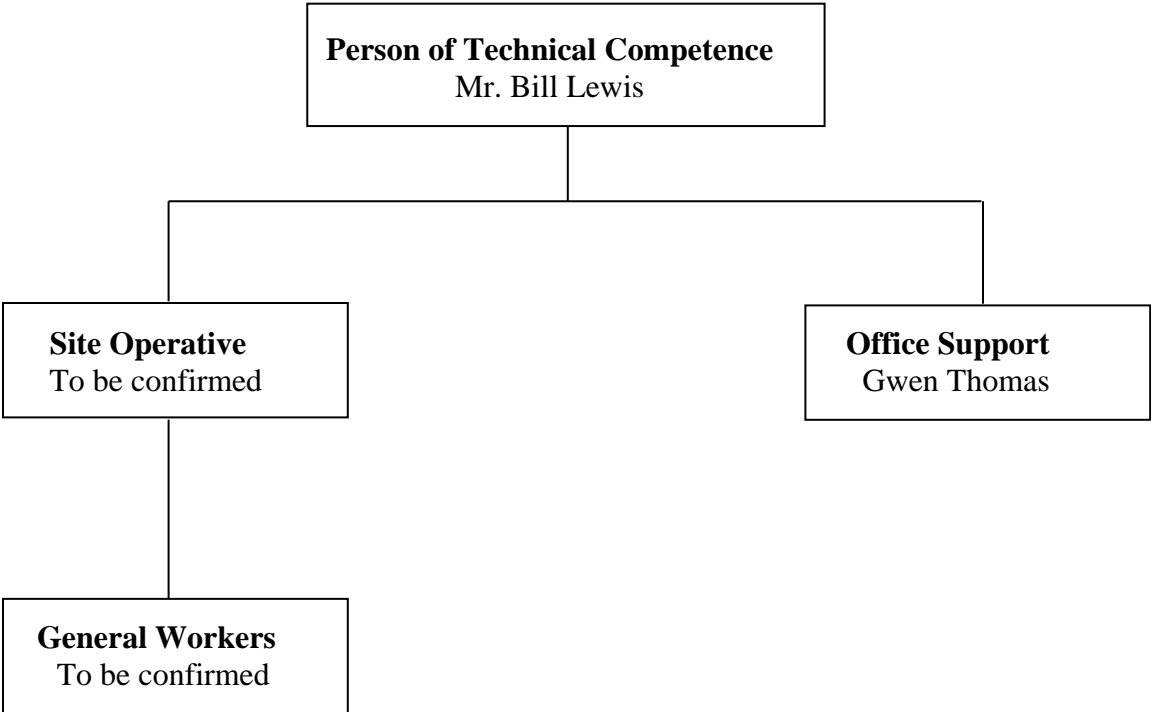 Person of Technical Competence
Mr. Bill Lewis
Site Operative
To be confirmed
Office Support
Gwen Thomas
General Workers
To be confirmed